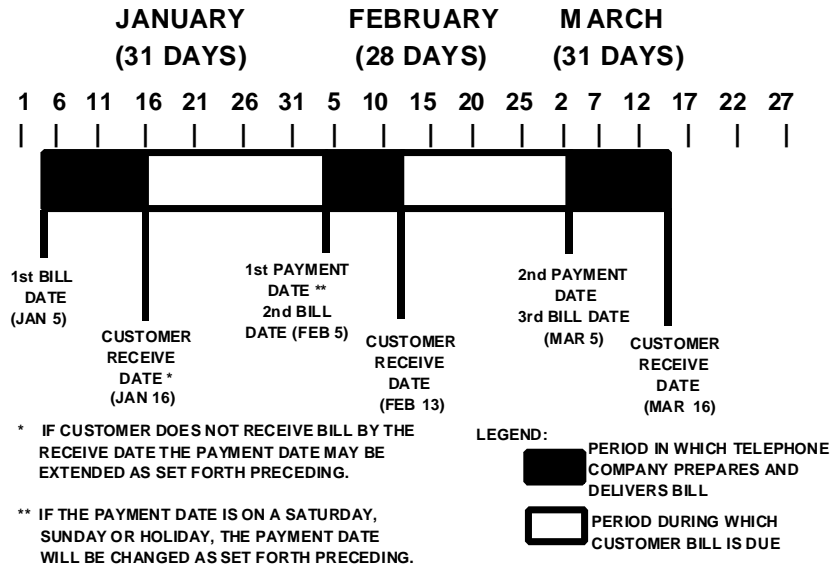 JANUARY FEBRUARY MARCH
(31 DAYS) (28 DAYS) (31 DAYS)
1 6 11 16 21 26 31 5 10 15 20 25 2 7 12 17 22 27
1st BILL
DATE
(JAN 5)
CUSTOMER
RECEIVE
DATE *
(JAN 16)
1st PAYMENT
DATE **
2nd BILL
DATE (FEB 5)
CUSTOMER
RECEIVE
DATE
(FEB 13)
2nd PAYMENT
DATE
3rd BILL DATE
(MAR 5)
CUSTOMER
RECEIVE
DATE
(MAR 16)
* IF CUSTOMER DOES NOT RECEIVE BILL BY THE
RECEIVE DATE THE PAYMENT DATE MAY BE
EXTENDED AS SET FORTH PRECEDING.
** IF THE PAYMENT DATE IS ON A SATURDAY,
SUNDAY OR HOLIDAY, THE PAYMENT DATE
WILL BE CHANGED AS SET FORTH PRECEDING.
LEGEND:
PERIOD IN WHICH TELEPHONE
COMPANY PREPARES AND
DELIVERS BILL
PERIOD DURING WHICH
CUSTOMER BILL IS DUE